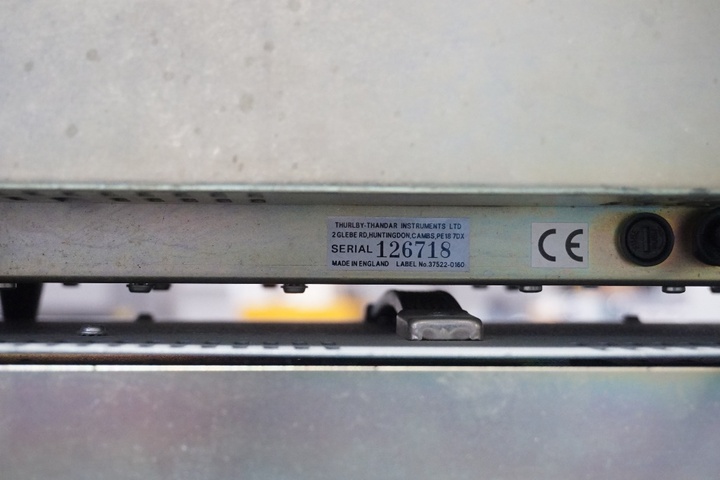 THURLBY-THANDAR INSTRUMENTS LTD
2 GLEBE RD,HUNTINGDON,CAMBS,PE18 7DX
SERIAL 126718
MADE IN ENGLAND LABEL No.37522-0160
CE